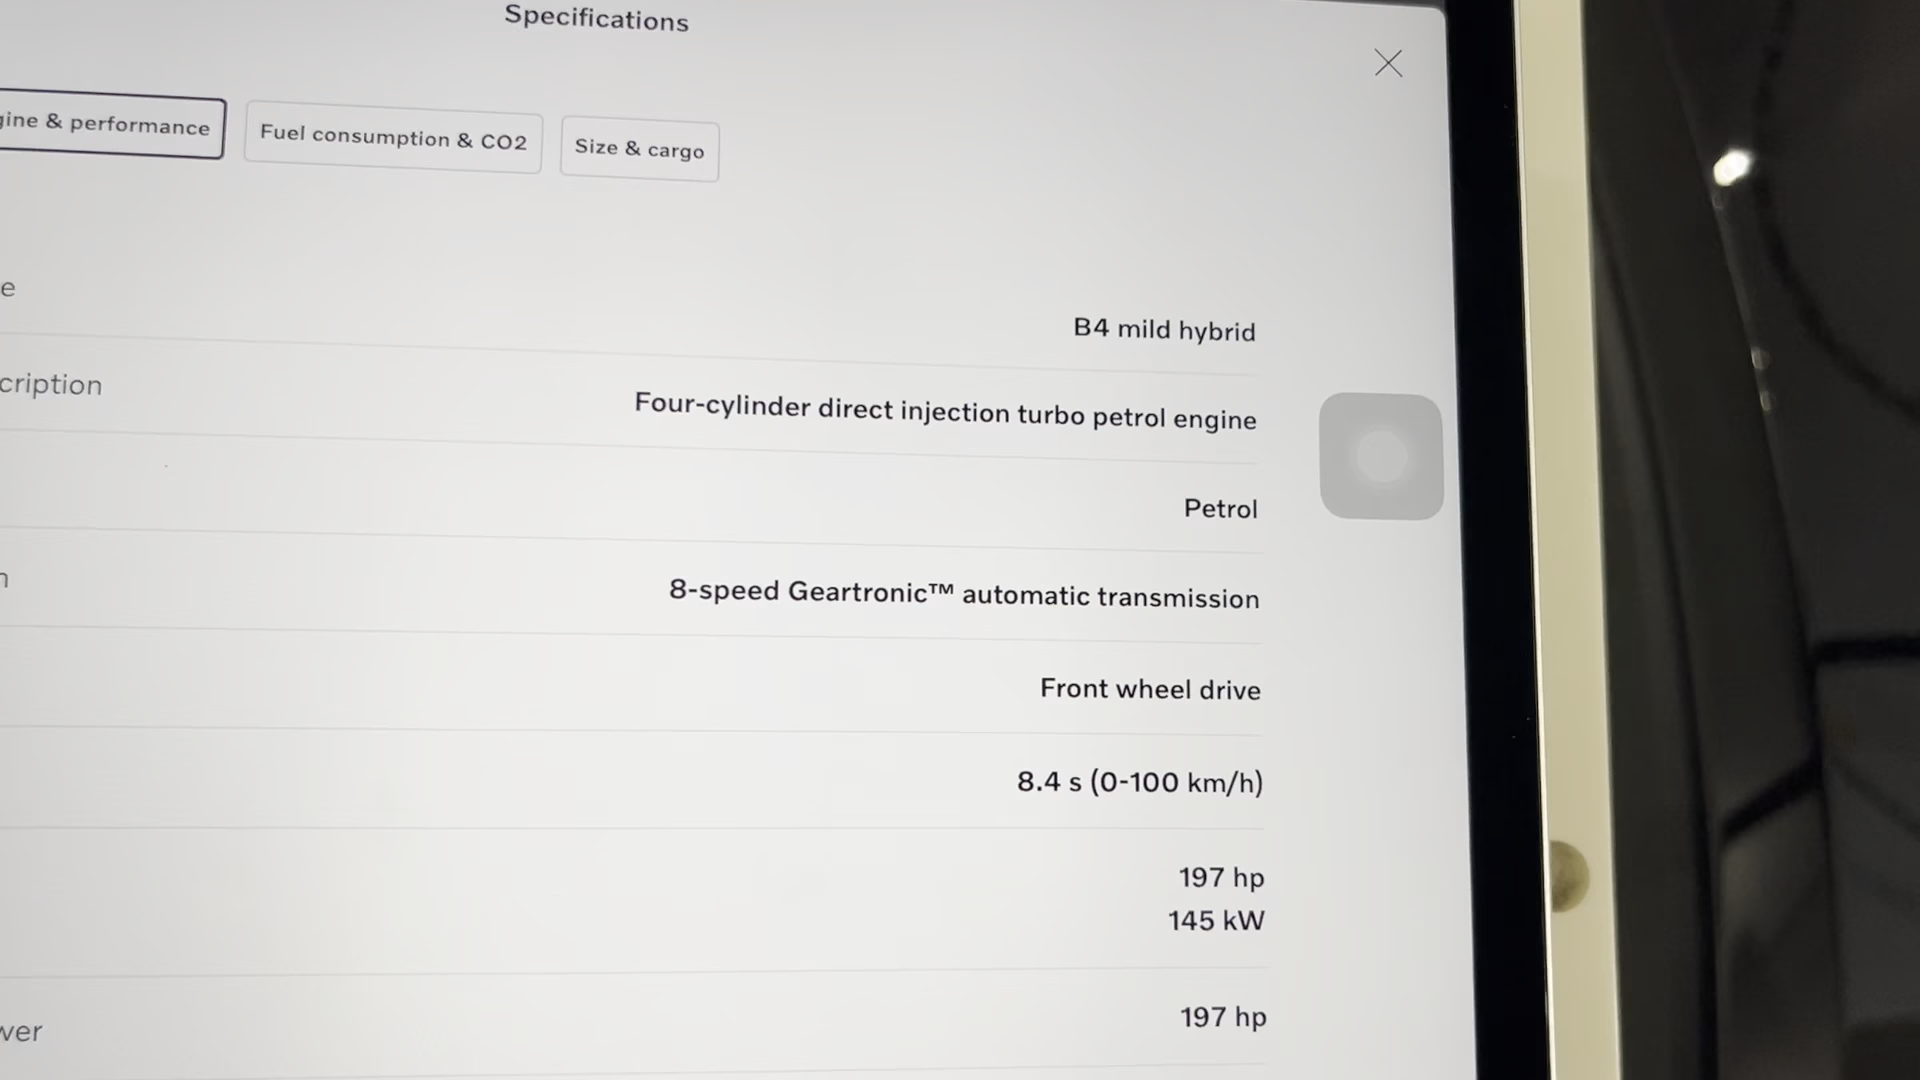 Specifications
gine & performance
Fuel consumption & CO2
Size & cargo
e
B4 mild hybrid
cription
Four-cylinder direct injection turbo petrol engine
Petrol
n
8-speed Geartronic™ automatic transmission
Front wheel drive
8.4 s (0-100 km/h)
197 hp
145 kW
wer
197 hp